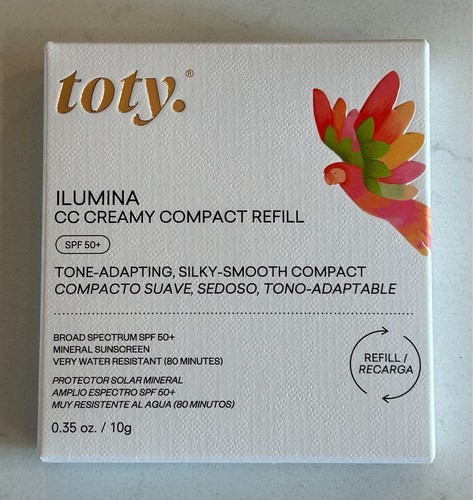 toty.®
ILUMINA
CC CREAMY COMPACT REFILL
SPF 50+
TONE-ADAPTING, SILKY-SMOOTH COMPACT
COMPACTO SUAVE, SEDOSO, TONO-ADAPTABLE
BROAD SPECTRUM SPF 50+
MINERAL SUNSCREEN
VERY WATER RESISTANT (80 MINUTES)
PROTECTOR SOLAR MINERAL
AMPLIO ESPECTRO SPF 50+
MUY RESISTENTE AL AGUA (80 MINUTOS)
REFILL /
RECARGA
0.35 oz. / 10g